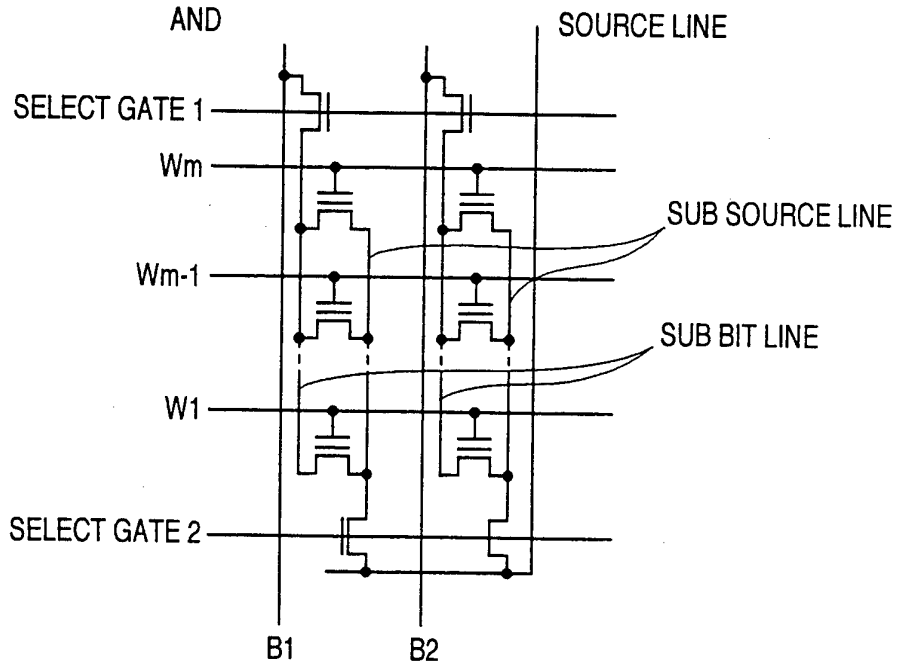 AND
SOURCE LINE
SELECT GATE 1
Wm
SUB SOURCE LINE
Wm-1
SUB BIT LINE
W1
SELECT GATE 2
B1
B2